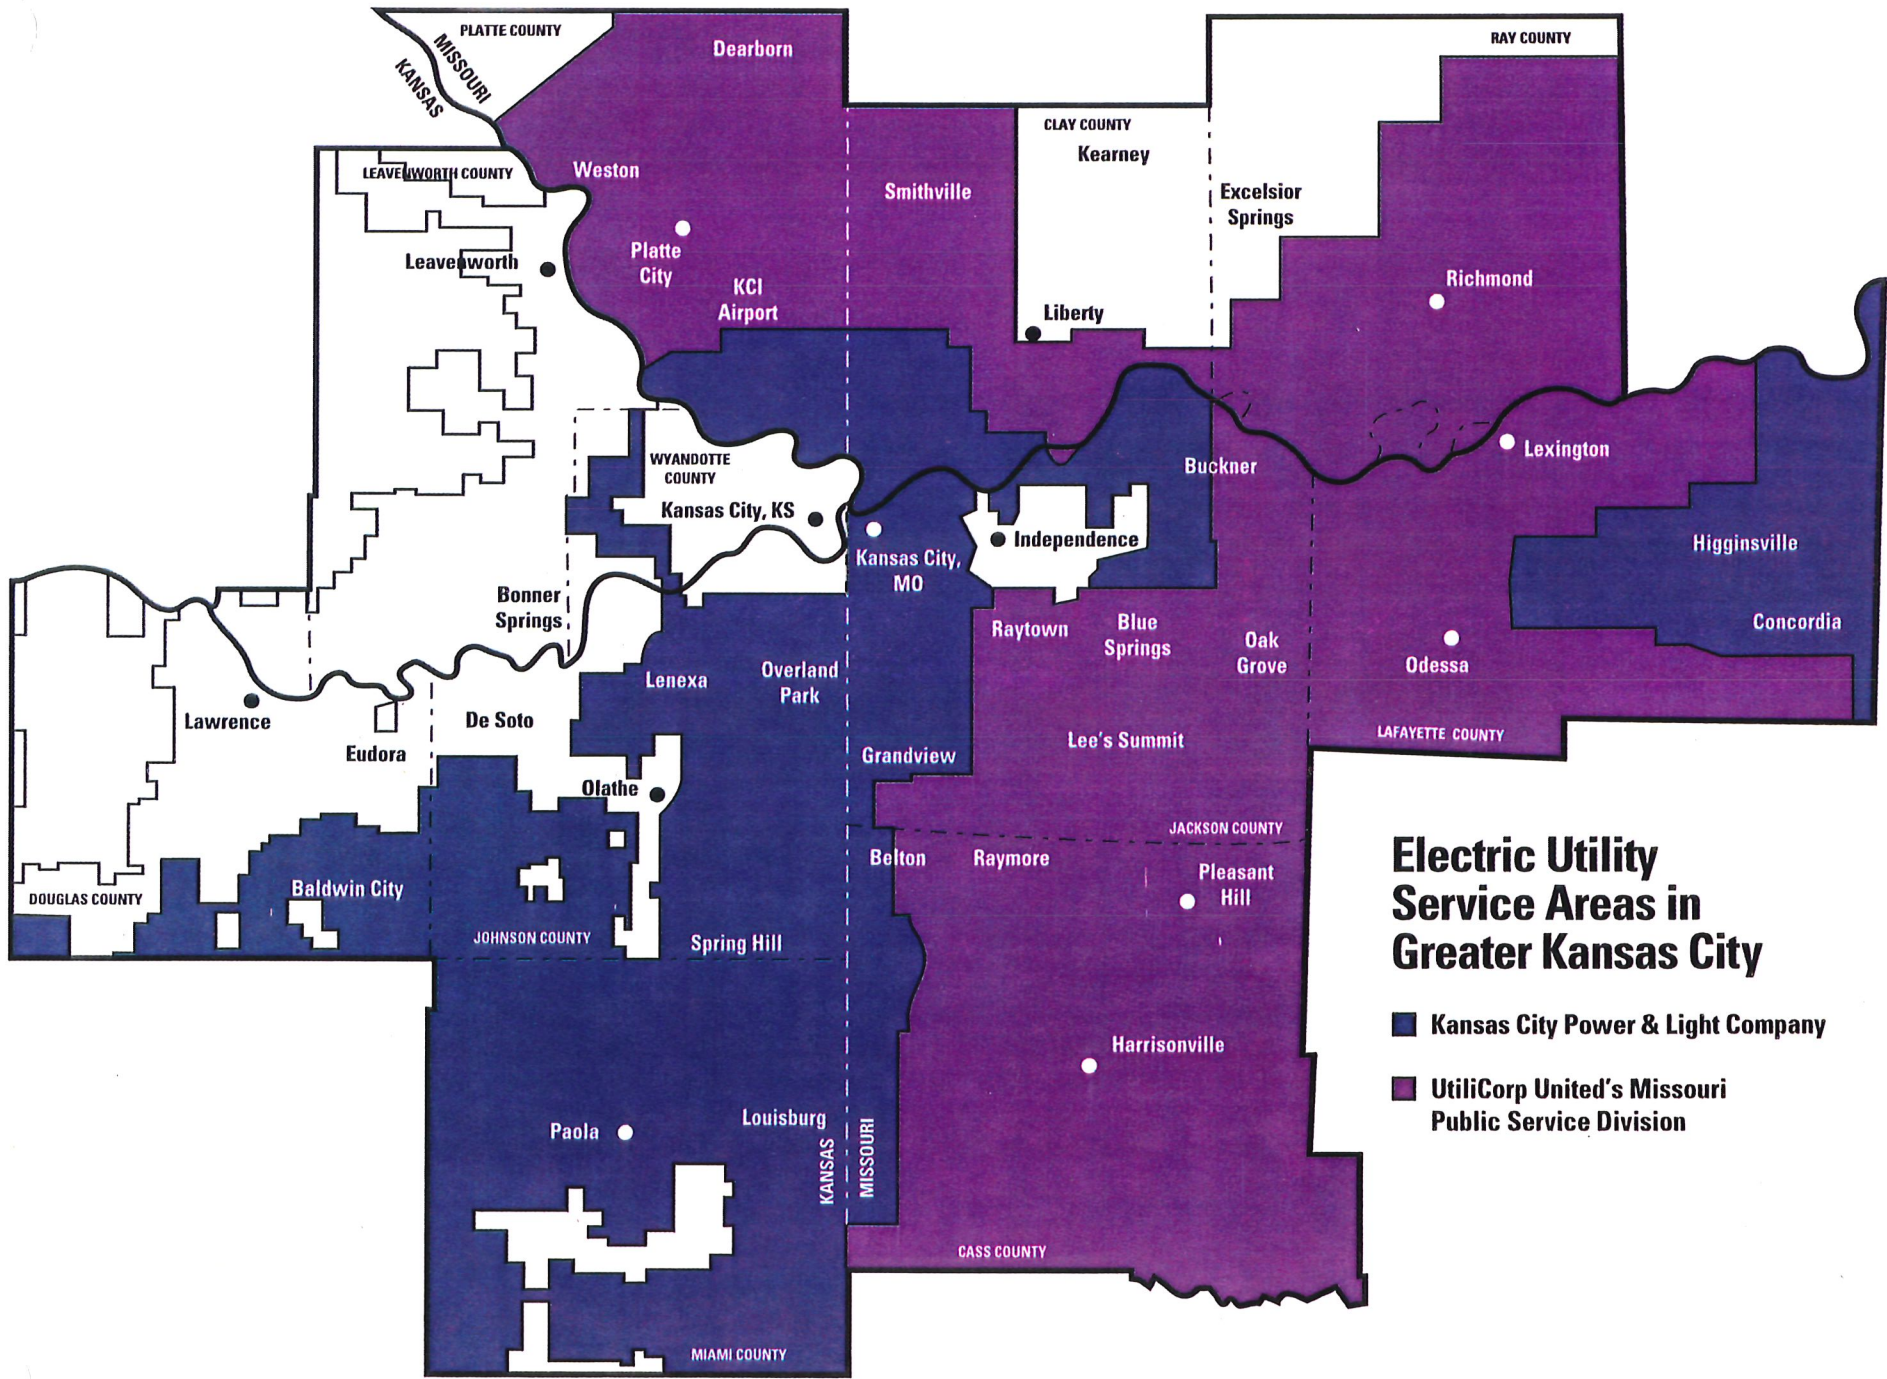 PLATTE COUNTY
MISSOURI
KANSAS
Dearborn
RAY COUNTY
CLAY COUNTY
Kearney
LEAVENWORTH COUNTY
Weston
Smithville
Excelsior
Springs
Platte
City
Leavenworth
KCI
Airport
Richmond
Liberty
WYANDOTTE
COUNTY
Kansas City, KS
Buckner
Lexington
Kansas City,
MO
Independence
Higginsville
Bonner
Springs
Raytown
Blue
Springs
Oak
Grove
Concordia
Odessa
Lenexa
Overland
Park
Lawrence
De Soto
Eudora
Lee's Summit
LAFAYETTE COUNTY
Grandview
Olathe
JACKSON COUNTY
Belton
Raymore
Pleasant
Hill
Baldwin City
DOUGLAS COUNTY
JOHNSON COUNTY
Spring Hill
Harrisonville
Paola
Louisburg
KANSAS
MISSOURI
CASS COUNTY
MIAMI COUNTY
Electric Utility
Service Areas in
Greater Kansas City
Kansas City Power & Light Company
UtiliCorp United's Missouri
Public Service Division